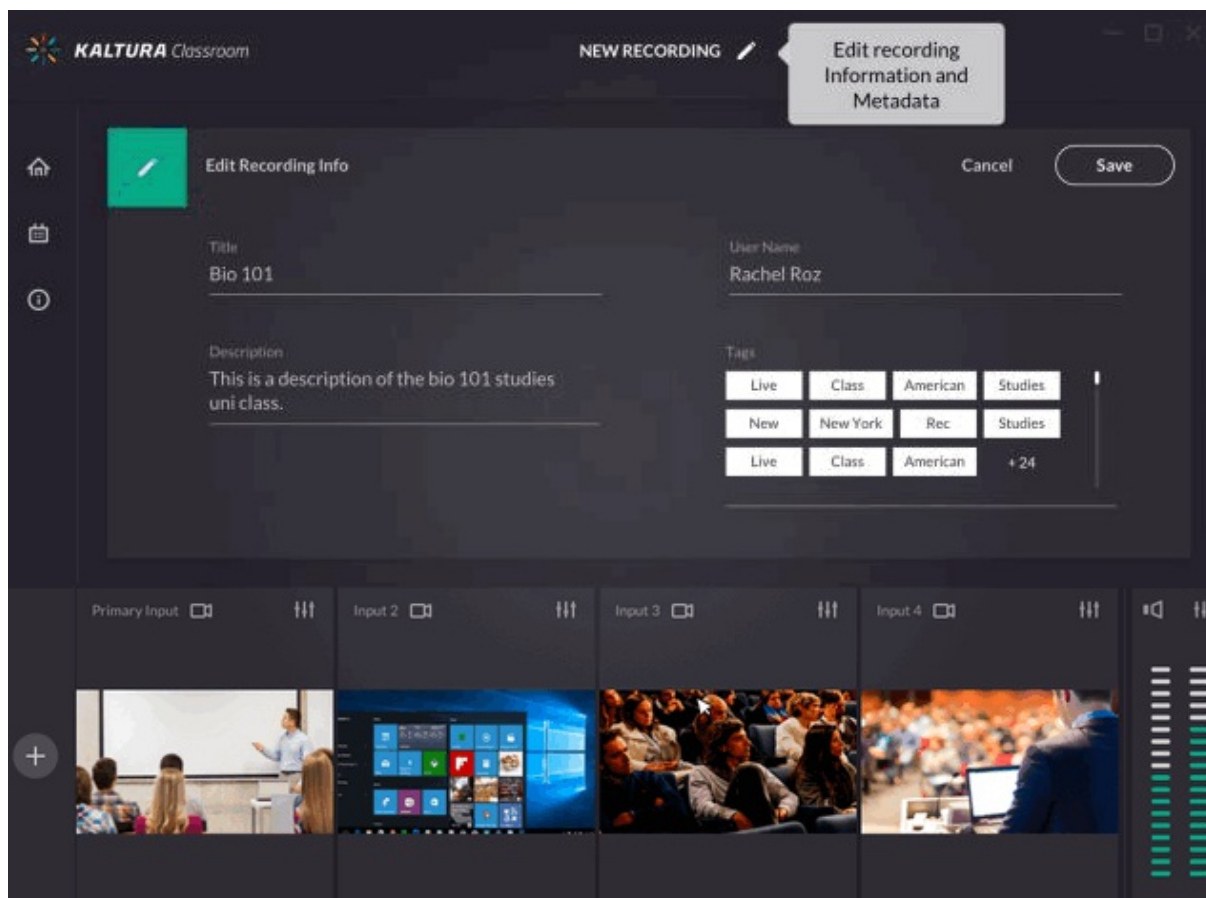 KALTURA Classroom
NEW RECORDING
Edit recording
Information and
Metadata
Edit Recording Info
Cancel
Save
Title
Bio 101
User Name
Rachel Roz
Description
This is a description of the bio 101 studies
uni class.
Tags
Live Class American Studies
New New York Rec Studies
Live Class American + 24
Primary Input
Input 2
Input 3
Input 4